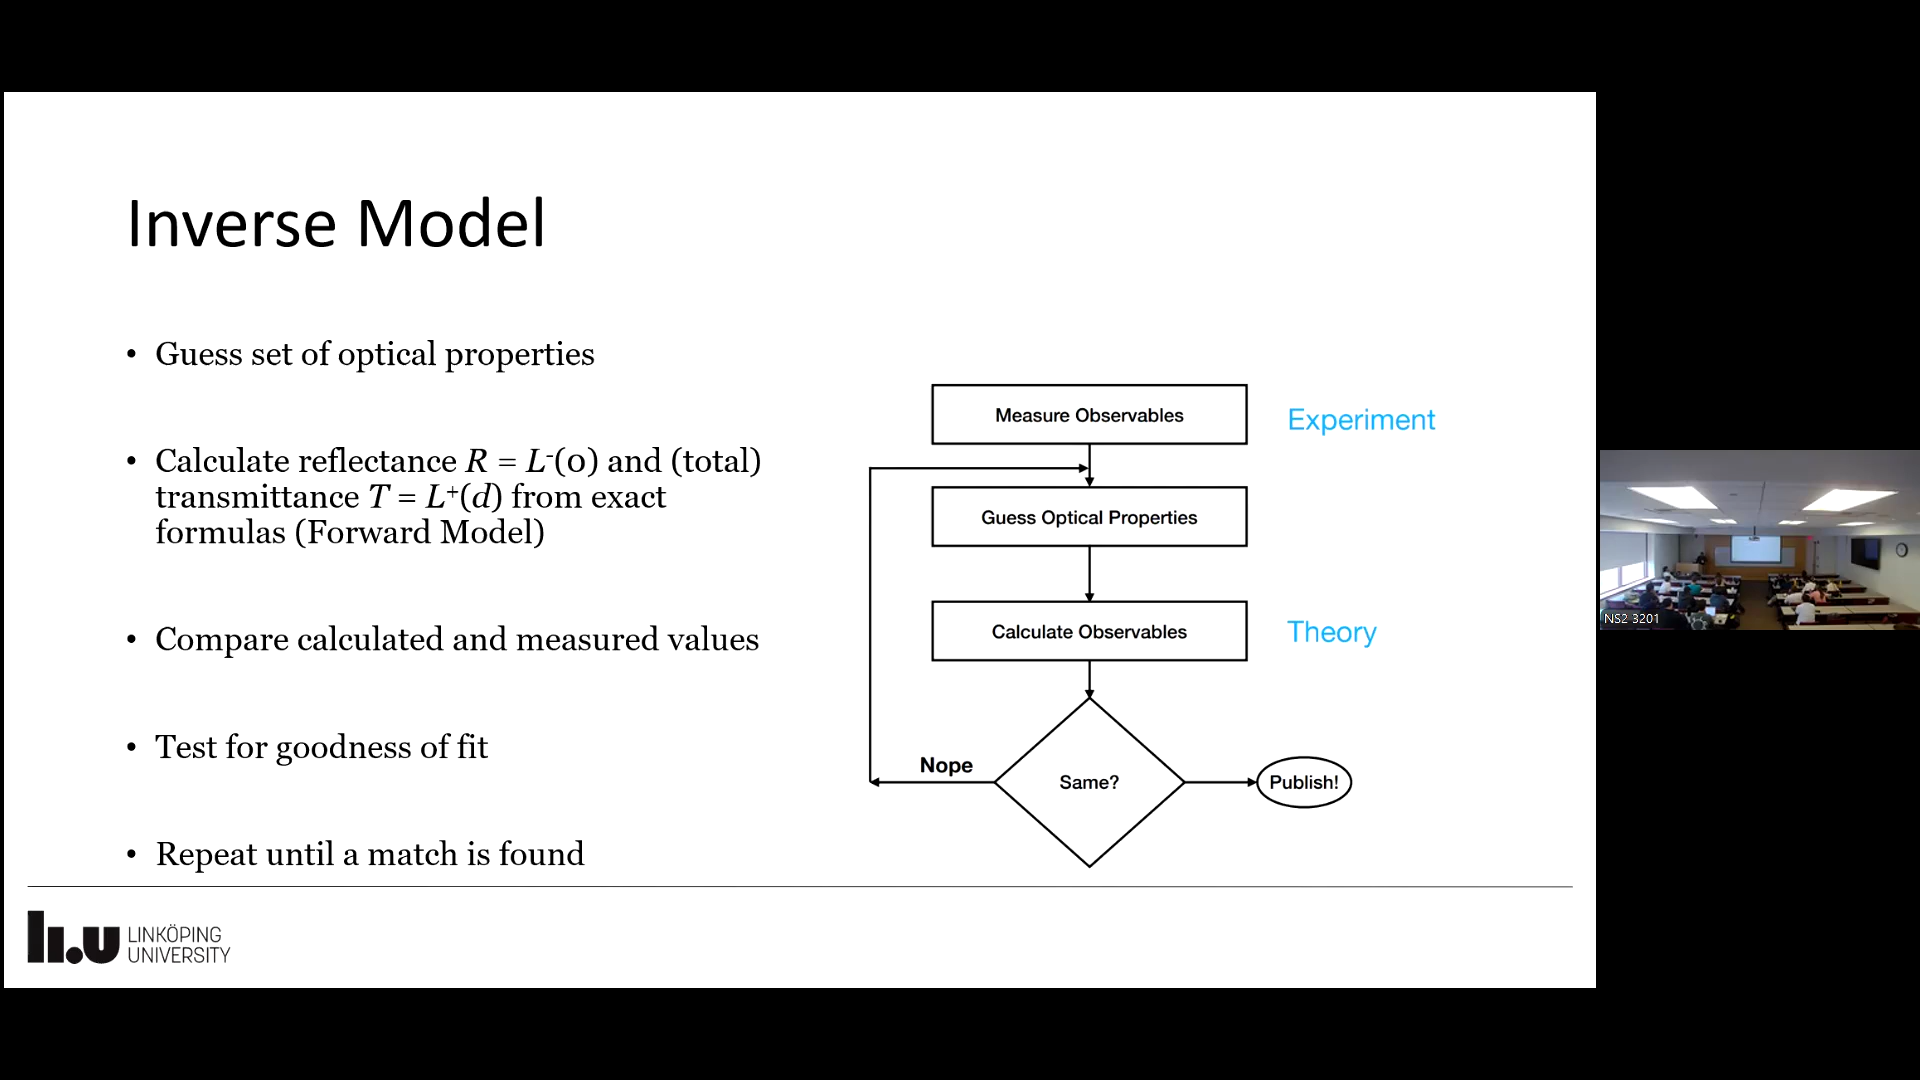 Inverse Model
• Guess set of optical properties
• Calculate reflectance R = L-(0) and (total)
transmittance T = L+(d) from exact
formulas (Forward Model)
• Compare calculated and measured values
• Test for goodness of fit
• Repeat until a match is found
Measure Observables
Experiment
Guess Optical Properties
Calculate Observables
Theory
Nope
Same?
Publish!
li.u LINKÖPING
UNIVERSITY
NS2 3201